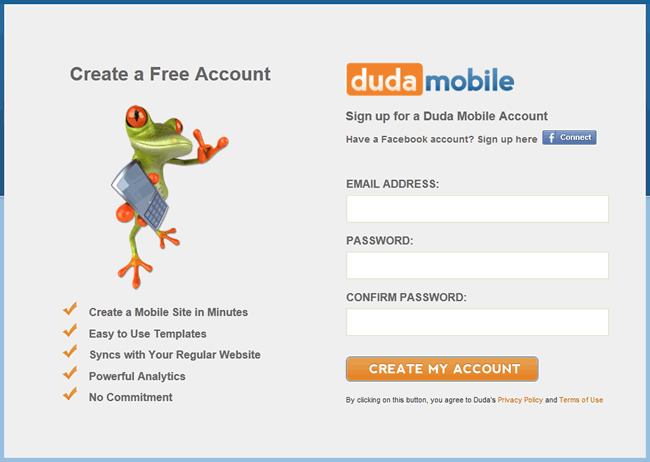 Create a Free Account
Create a Mobile Site in Minutes
Easy to Use Templates
Syncs with Your Regular Website
Powerful Analytics
No Commitment
duda mobile
Sign up for a Duda Mobile Account
Have a Facebook account? Sign up here f Connect
EMAIL ADDRESS:
PASSWORD:
CONFIRM PASSWORD:
CREATE MY ACCOUNT
By clicking on this button, you agree to Duda's Privacy Policy and Terms of Use